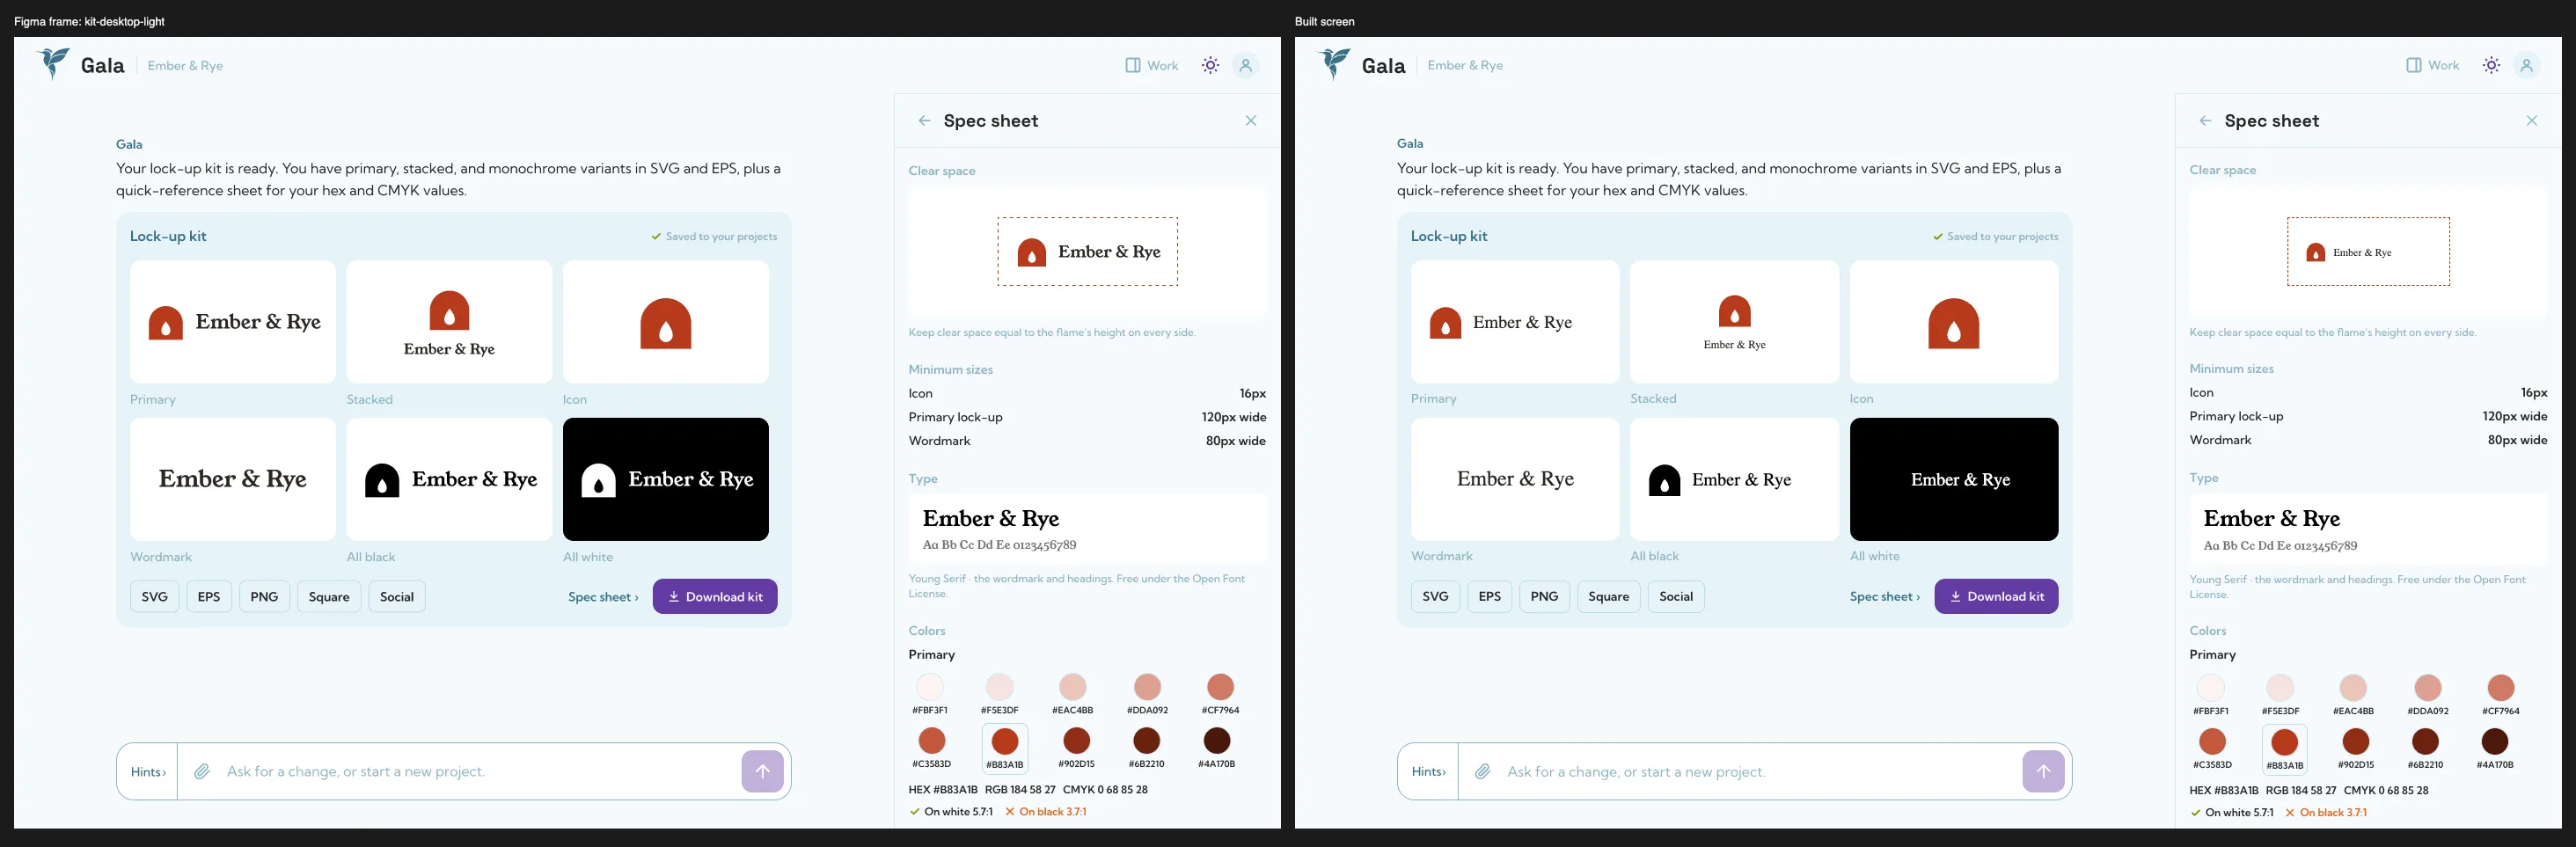 Figma frame: kit-desktop-light
Gala
Ember & Rye
Work
Gala
Your lock-up kit is ready. You have primary, stacked, and monochrome variants in SVG and EPS, plus a
quick-reference sheet for your hex and CMYK values.
Lock-up kit
Saved to your projects
Ember & Rye
Ember & Rye
Primary
Stacked
Icon
Ember & Rye
Ember & Rye
Ember & Rye
Wordmark
All black
All white
SVG
EPS
PNG
Square
Social
Spec sheet ›
Download kit
Hints›
Ask for a change, or start a new project.
Spec sheet
Clear space
Ember & Rye
Keep clear space equal to the flame's height on every side.
Minimum sizes
Icon 16px
Primary lock-up 120px wide
Wordmark 80px wide
Type
Ember & Rye
Aa Bb Cc Dd Ee 0123456789
Young Serif · the wordmark and headings. Free under the Open Font
License.
Colors
Primary
#FBF3F1 #F5E3DF #EAC4BB #DDA092 #CF7964
#C3583D #B83A1B #902D15 #6B2210 #4A170B
HEX #B83A1B RGB 184 58 27 CMYK 0 68 85 28
On white 5.7:1 On black 3.7:1
Built screen
Gala
Ember & Rye
Work
Gala
Your lock-up kit is ready. You have primary, stacked, and monochrome variants in SVG and EPS, plus a
quick-reference sheet for your hex and CMYK values.
Lock-up kit
Saved to your projects
Ember & Rye
Ember & Rye
Primary
Stacked
Icon
Ember & Rye
Ember & Rye
Ember & Rye
Wordmark
All black
All white
SVG
EPS
PNG
Square
Social
Spec sheet ›
Download kit
Hints›
Ask for a change, or start a new project.
Spec sheet
Clear space
Ember & Rye
Keep clear space equal to the flame's height on every side.
Minimum sizes
Icon 16px
Primary lock-up 120px wide
Wordmark 80px wide
Type
Ember & Rye
Aa Bb Cc Dd Ee 0123456789
Young Serif · the wordmark and headings. Free under the Open Font
License.
Colors
Primary
#FBF3F1 #F5E3DF #EAC4BB #DDA092 #CF7964
#C3583D #B83A1B #902D15 #6B2210 #4A170B
HEX #B83A1B RGB 184 58 27 CMYK 0 68 85 28
On white 5.7:1 On black 3.7:1